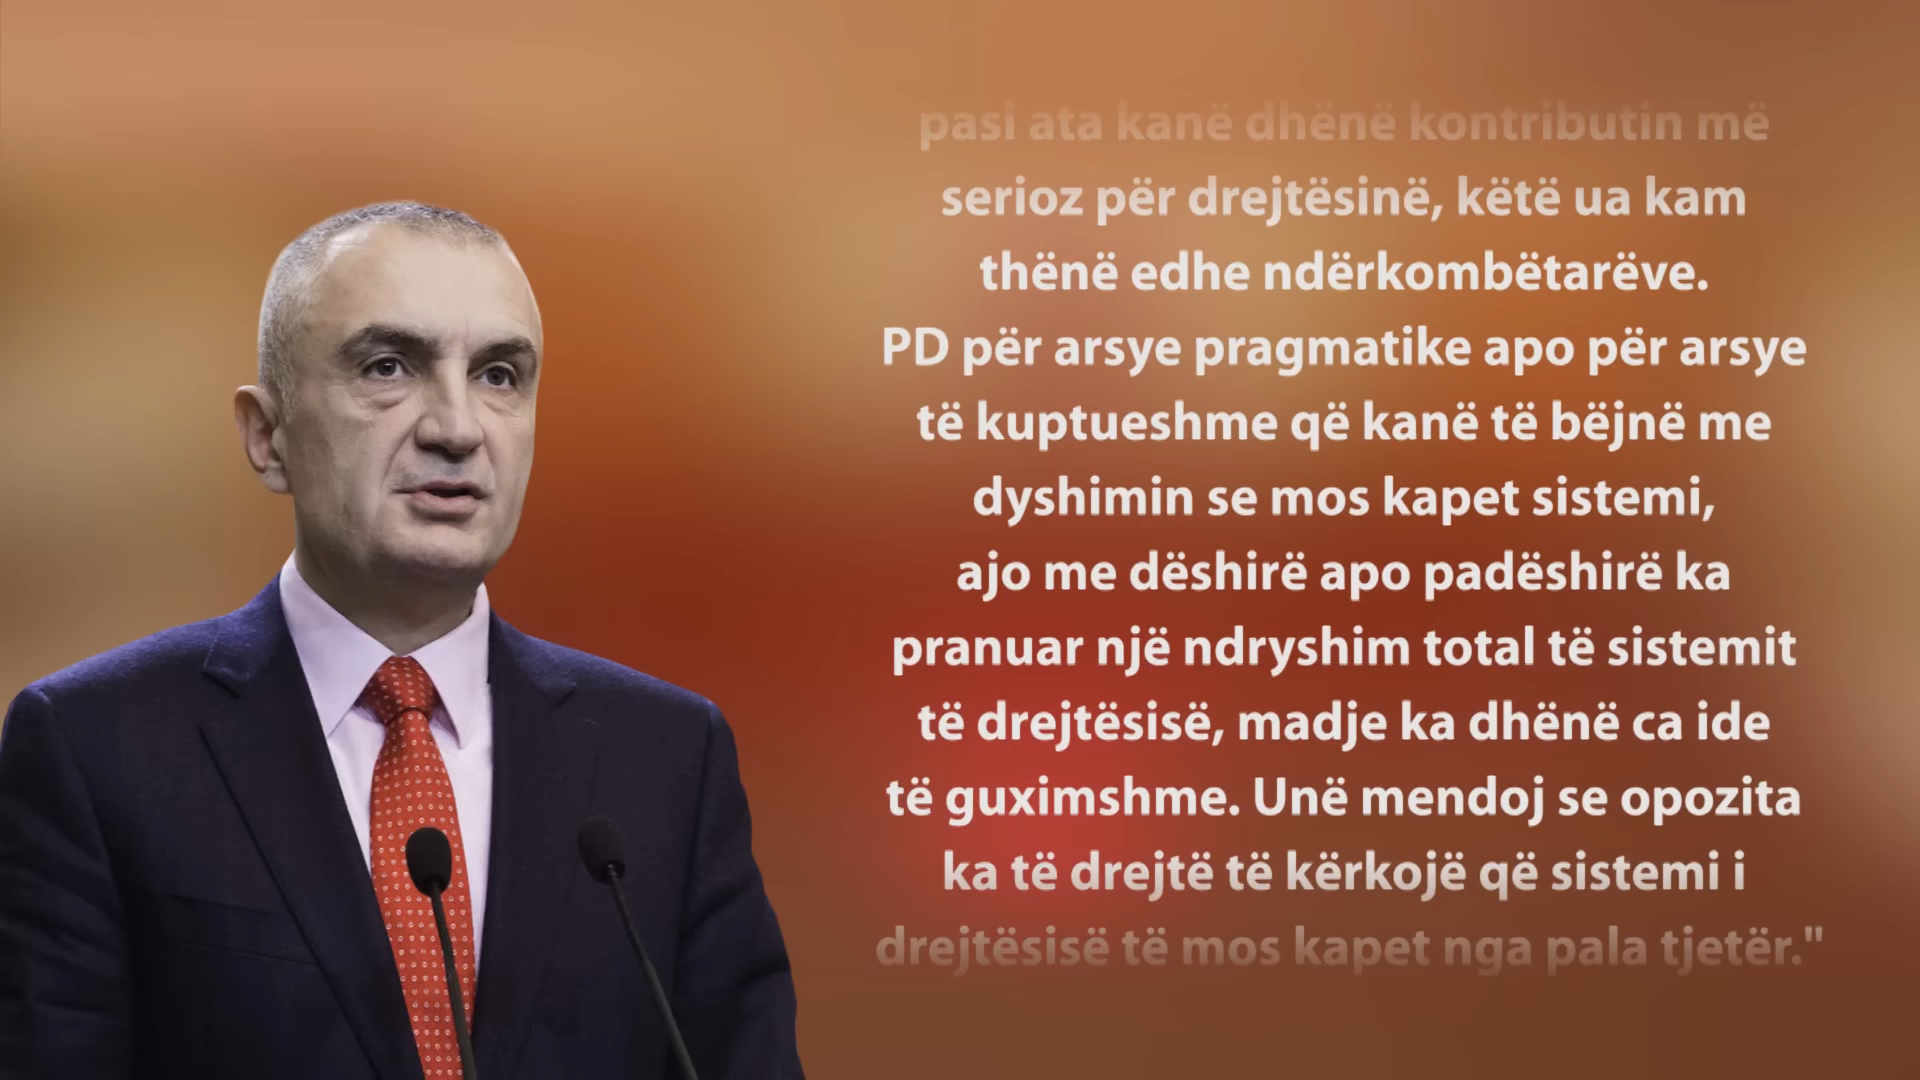 pasi ata kanë dhënë kontributin më
serioz për drejtësinë, këtë ua kam
thënë edhe ndërkombëtarëve.
PD për arsye pragmatike apo për arsye
të kuptueshme që kanë të bëjnë me
dyshimin se mos kapet sistemi,
ajo me dëshirë apo padëshirë ka
pranuar një ndryshim total të sistemit
të drejtësisë, madje ka dhënë ca ide
të guximshme. Unë mendoj se opozita
ka të drejtë të kërkojë që sistemi i
drejtësisë të mos kapet nga pala tjetër."